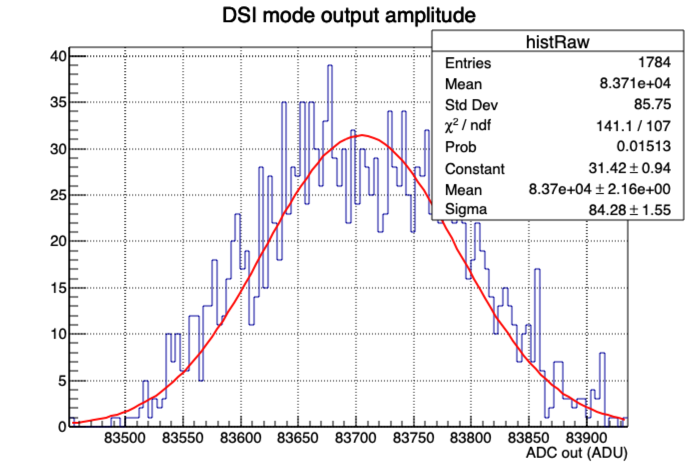 DSI mode output amplitude
histRaw
Entries 1784
Mean 8.371e+04
Std Dev 85.75
χ² / ndf 141.1 / 107
Prob 0.01513
Constant 31.42 ± 0.94
Mean 8.37e+04 ± 2.16e+00
Sigma 84.28 ± 1.55
40
35
30
25
20
15
10
5
0
83500 83550 83600 83650 83700 83750 83800 83850 83900
ADC out (ADU)